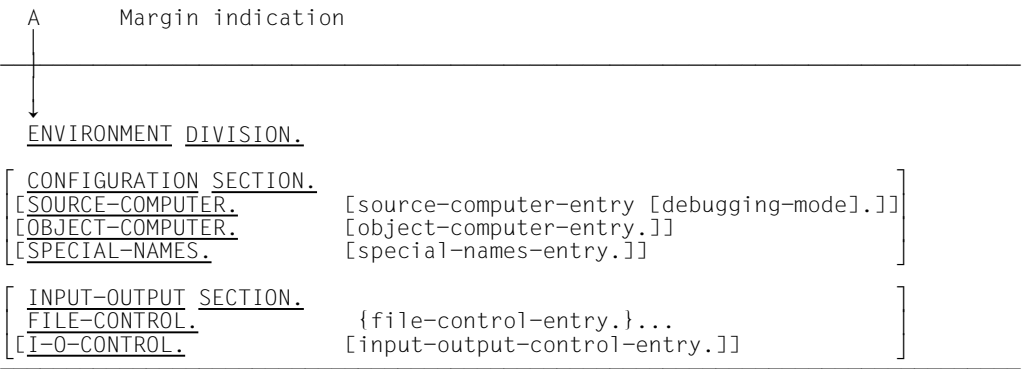 A Margin indication
ENVIRONMENT DIVISION.
CONFIGURATION SECTION.
[SOURCE-COMPUTER. [source-computer-entry [debugging-mode].]]
[OBJECT-COMPUTER. [object-computer-entry.]]
[SPECIAL-NAMES. [special-names-entry.]]
INPUT-OUTPUT SECTION.
FILE-CONTROL. {file-control-entry.}...
[I-O-CONTROL. [input-output-control-entry.]]